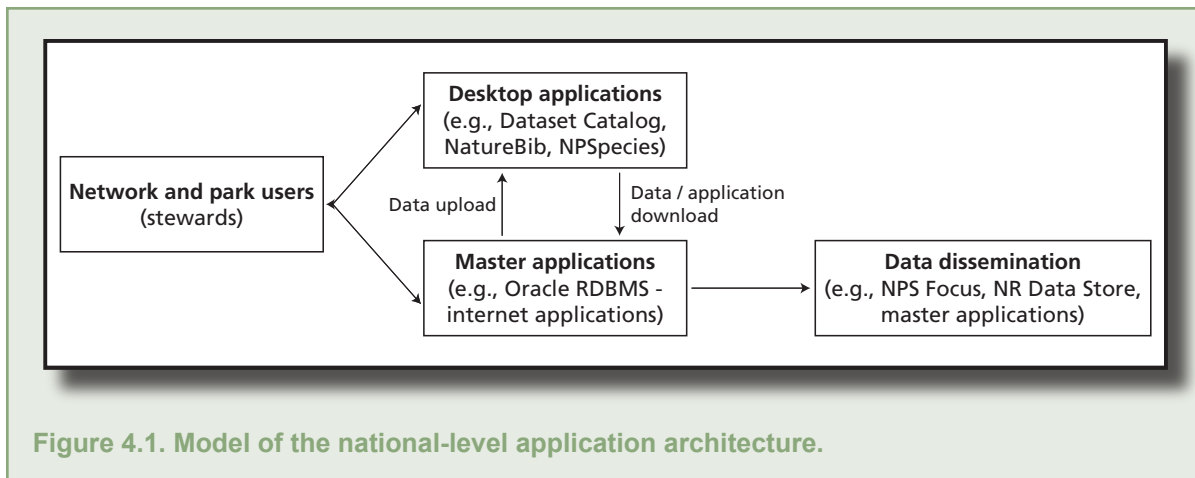 Desktop applications
(e.g., Dataset Catalog,
NatureBib, NPSpecies)
Network and park users
(stewards)
Data upload
Data / application
download
Master applications
(e.g., Oracle RDBMS -
internet applications)
Data dissemination
(e.g., NPS Focus, NR Data Store,
master applications)
Figure 4.1. Model of the national-level application architecture.